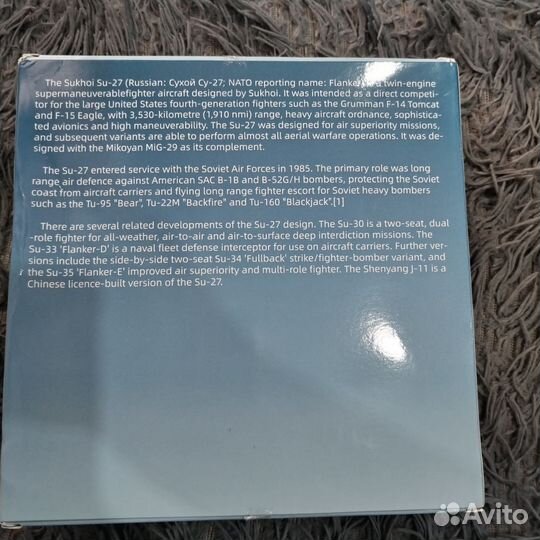 The Sukhoi Su-27 (Russian: Сухой Су-27; NATO reporting name: Flanker) a twin-engine
supermaneuverablefighter aircraft designed by Sukhoi. It was intended as a direct competi-
tor for the large United States fourth-generation fighters such as the Grumman F-14 Tomcat
and F-15 Eagle, with 3,530-kilometre (1,910 nmi) range, heavy aircraft ordnance, sophistica-
ted avionics and high maneuverability. The Su-27 was designed for air superiority missions,
and subsequent variants are able to perform almost all aerial warfare operations. It was de-
signed with the Mikoyan MiG-29 as its complement.
The Su-27 entered service with the Soviet Air Forces in 1985. The primary role was long
range air defence against American SAC B-1B and B-52G/H bombers, protecting the Soviet
coast from aircraft carriers and flying long range fighter escort for Soviet heavy bombers
such as the Tu-95 "Bear", Tu-22M "Backfire" and Tu-160 "Blackjack".[1]
There are several related developments of the Su-27 design. The Su-30 is a two-seat, dual
-role fighter for all-weather, air-to-air and air-to-surface deep interdiction missions. The
Su-33 'Flanker-D' is a naval fleet defense interceptor for use on aircraft carriers. Further ver-
sions include the side-by-side two-seat Su-34 'Fullback' strike/fighter-bomber variant, and
the Su-35 'Flanker-E' improved air superiority and multi-role fighter. The Shenyang J-11 is a
Chinese licence-built version of the Su-27.
Avito